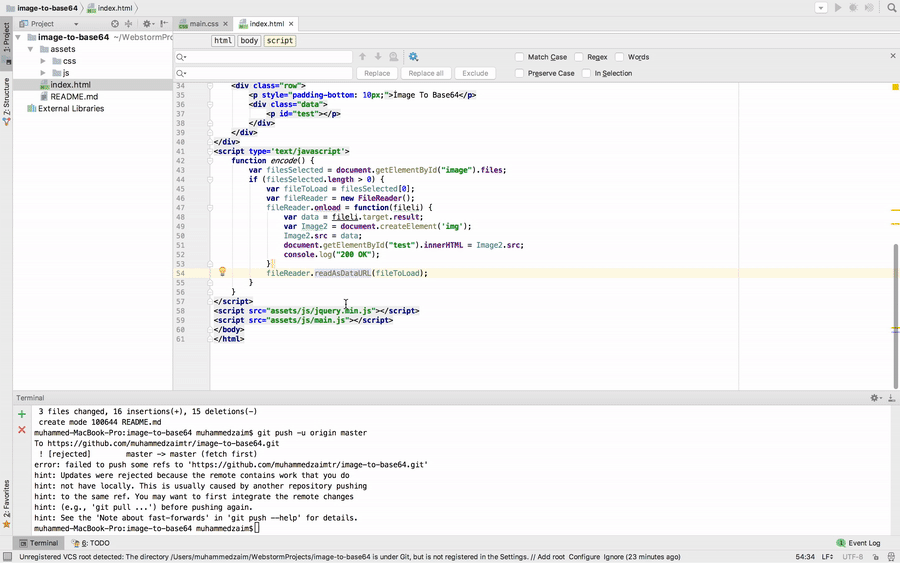 image-to-base64 index.html
Project main.css index.html
1: Project
Z: Structure
2: Favorites
image-to-base64 ~/WebstormProjects/image-to-base64
assets
css
js
index.html
README.md
External Libraries
html body script
Match Case Regex Words
Replace Replace all Exclude Preserve Case In Selection
34 <div class="row">
35 <p style="padding-bottom: 10px;">Image To Base64</p>
36 <div class="data">
37 <p id="test"></p>
38 </div>
39 </div>
40 </div>
41 <script type='text/javascript'>
42 function encode() {
43 var filesSelected = document.getElementById("image").files;
44 if (filesSelected.length > 0) {
45 var fileToLoad = filesSelected[0];
46 var fileReader = new FileReader();
47 fileReader.onload = function(fileli) {
48 var data = fileli.target.result;
49 var Image2 = document.createElement('img');
50 Image2.src = data;
51 document.getElementById("test").innerHTML = Image2.src;
52 console.log("200 OK");
53 }
54 fileReader.readAsDataURL(fileToLoad);
55 }
56 }
57 </script>
58 <script src="assets/js/jquery.min.js"></script>
59 <script src="assets/js/main.js"></script>
60 </body>
61 </html>
Terminal
3 files changed, 16 insertions(+), 15 deletions(-)
create mode 100644 README.md
muhammed-MacBook-Pro:image-to-base64 muhammedzaim$ git push -u origin master
To https://github.com/muhammedzaimtr/image-to-base64.git
! [rejected] master -> master (fetch first)
error: failed to push some refs to 'https://github.com/muhammedzaimtr/image-to-base64.git'
hint: Updates were rejected because the remote contains work that you do
hint: not have locally. This is usually caused by another repository pushing
hint: to the same ref. You may want to first integrate the remote changes
hint: (e.g., 'git pull ...') before pushing again.
hint: See the 'Note about fast-forwards' in 'git push --help' for details.
muhammed-MacBook-Pro:image-to-base64 muhammedzaim$
Terminal 6: TODO Event Log
Unregistered VCS root detected: The directory /Users/muhammedzaim/WebstormProjects/image-to-base64 is under Git, but is not registered in the Settings. // Add root Configure Ignore (23 minutes ago) 54:34 LF÷ UTF-8